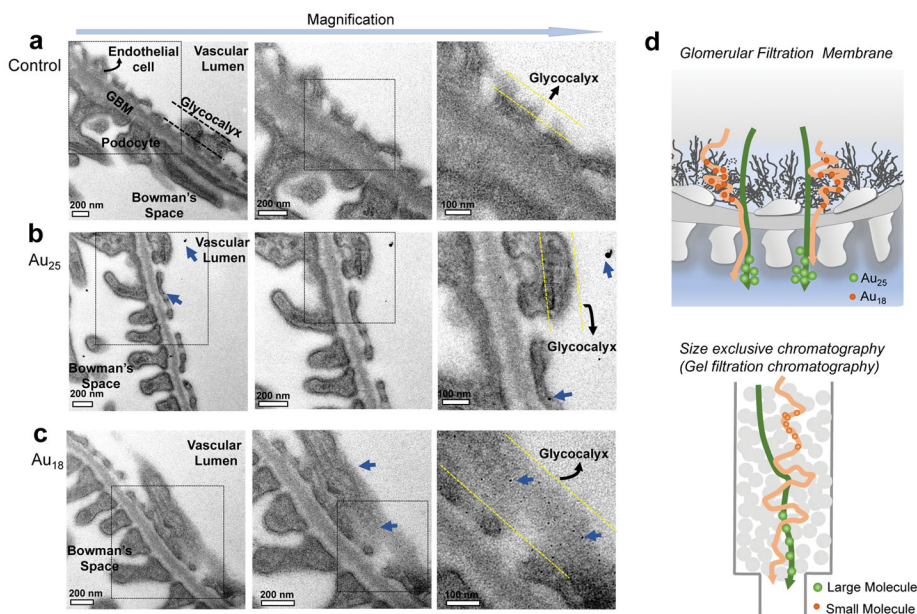 Magnification
a
Control
Endothelial
cell
Vascular
Lumen
GBM
Glycocalyx
Podocyte
Bowman's
Space
200 nm
200 nm
Glycocalyx
100 nm
b
Au25
Vascular
Lumen
Bowman's
Space
200 nm
200 nm
Glycocalyx
100 nm
c
Au18
Vascular
Lumen
Bowman's
Space
200 nm
200 nm
Glycocalyx
100 nm
d
Glomerular Filtration Membrane
Au25
Au18
Size exclusive chromatography
(Gel filtration chromatography)
Large Molecule
Small Molecule